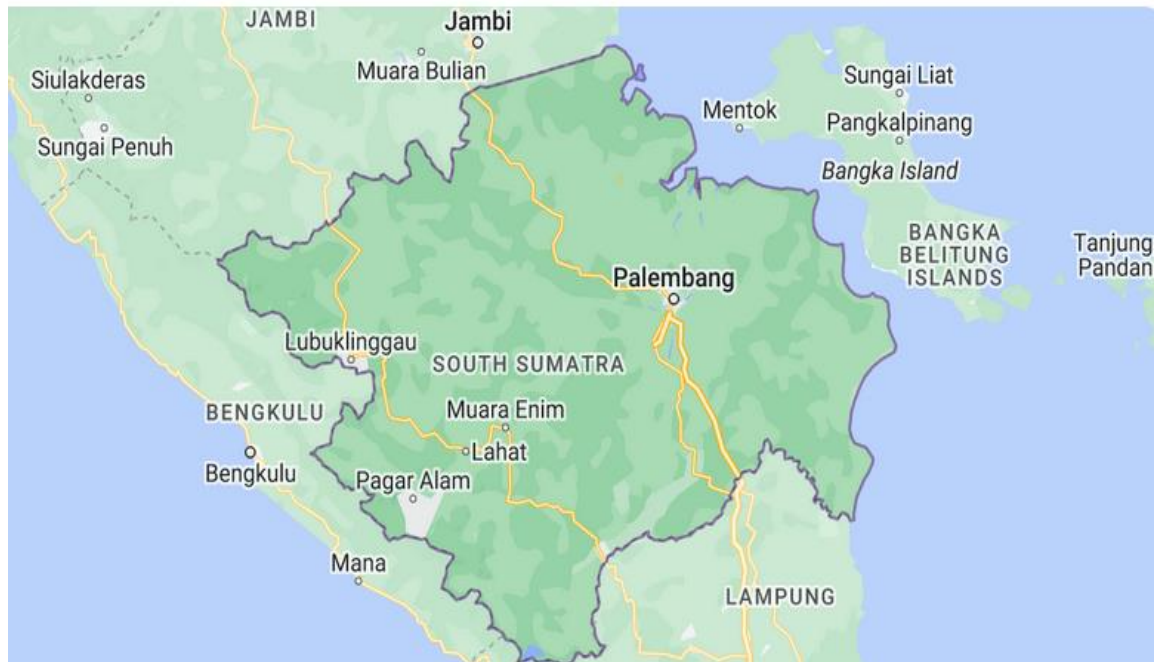 JAMBI
Jambi
Muara Bulian
Siulakderas
Sungai Penuh
Sungai Liat
Mentok
Pangkalpinang
Bangka Island
BANGKA
BELITUNG
ISLANDS
Tanjung
Pandan
Palembang
Lubuklinggau
SOUTH SUMATRA
BENGKULU
Muara Enim
Bengkulu
Lahat
Pagar Alam
Mana
LAMPUNG